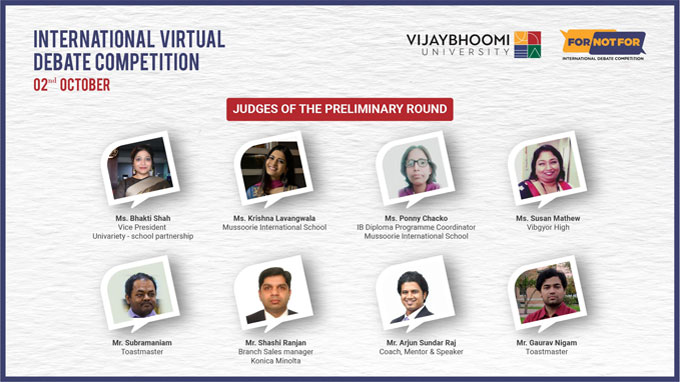 INTERNATIONAL VIRTUAL
DEBATE COMPETITION
02nd OCTOBER
VIJAYBHOOMI
UNIVERSITY
FOR NOT FOR
INTERNATIONAL DEBATE COMPETITION
JUDGES OF THE PRELIMINARY ROUND
Ms. Bhakti Shah
Vice President
Univariety - school partnership
Ms. Krishna Lavangwala
Mussoorie International School
Ms. Ponny Chacko
IB Diploma Programme Coordinator
Mussoorie International School
Ms. Susan Mathew
Vibgyor High
Mr. Subramaniam
Toastmaster
Mr. Shashi Ranjan
Branch Sales manager
Konica Minolta
Mr. Arjun Sundar Raj
Coach, Mentor & Speaker
Mr. Gaurav Nigam
Toastmaster